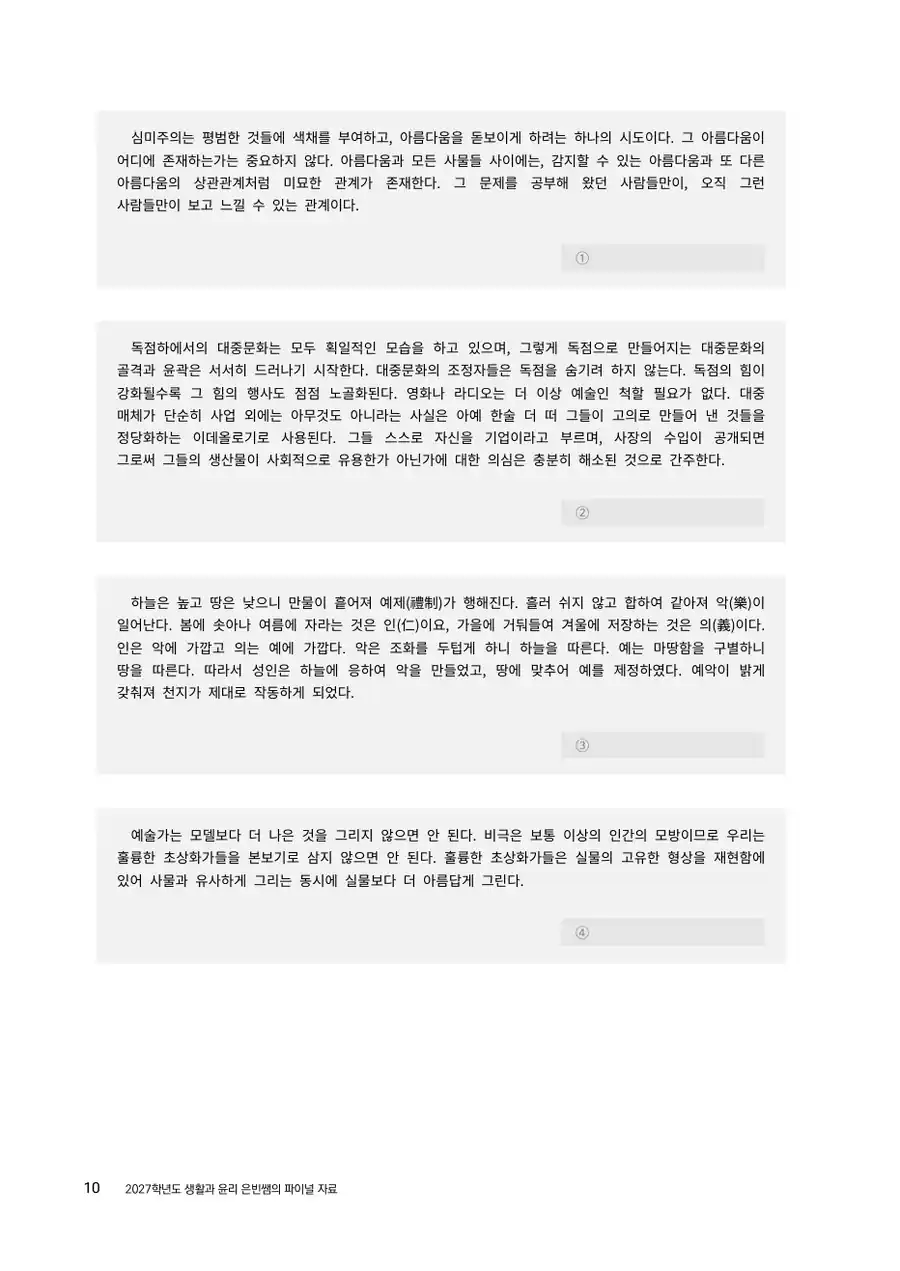 심미주의는 평범한 것들에 색채를 부여하고, 아름다움을 돋보이게 하려는 하나의 시도이다. 그 아름다움이
어디에 존재하는가는 중요하지 않다. 아름다움과 모든 사물들 사이에는, 감지할 수 있는 아름다움과 또 다른
아름다움의 상관관계처럼 미묘한 관계가 존재한다. 그 문제를 공부해 왔던 사람들만이, 오직 그런
사람들만이 보고 느낄 수 있는 관계이다.
①
독점하에서의 대중문화는 모두 획일적인 모습을 하고 있으며, 그렇게 독점으로 만들어지는 대중문화의
골격과 윤곽은 서서히 드러나기 시작한다. 대중문화의 조정자들은 독점을 숨기려 하지 않는다. 독점의 힘이
강화될수록 그 힘의 행사도 점점 노골화된다. 영화나 라디오는 더 이상 예술인 척할 필요가 없다. 대중
매체가 단순히 사업 외에는 아무것도 아니라는 사실은 아예 한술 더 떠 그들이 고의로 만들어 낸 것들을
정당화하는 이데올로기로 사용된다. 그들 스스로 자신을 기업이라고 부르며, 사장의 수입이 공개되면
그로써 그들의 생산물이 사회적으로 유용한가 아닌가에 대한 의심은 충분히 해소된 것으로 간주한다.
②
하늘은 높고 땅은 낮으니 만물이 흩어져 예제(禮制)가 행해진다. 흘러 쉬지 않고 합하여 같아져 악(樂)이
일어난다. 봄에 솟아나 여름에 자라는 것은 인(仁)이요, 가을에 거둬들여 겨울에 저장하는 것은 의(義)이다.
인은 악에 가깝고 의는 예에 가깝다. 악은 조화를 두텁게 하니 하늘을 따른다. 예는 마땅함을 구별하니
땅을 따른다. 따라서 성인은 하늘에 응하여 악을 만들었고, 땅에 맞추어 예를 제정하였다. 예악이 밝게
갖춰져 천지가 제대로 작동하게 되었다.
③
예술가는 모델보다 더 나은 것을 그리지 않으면 안 된다. 비극은 보통 이상의 인간의 모방이므로 우리는
훌륭한 초상화가들을 본보기로 삼지 않으면 안 된다. 훌륭한 초상화가들은 실물의 고유한 형상을 재현함에
있어 사물과 유사하게 그리는 동시에 실물보다 더 아름답게 그린다.
④
10 2027학년도 생활과 윤리 은빈쌤의 파이널 자료